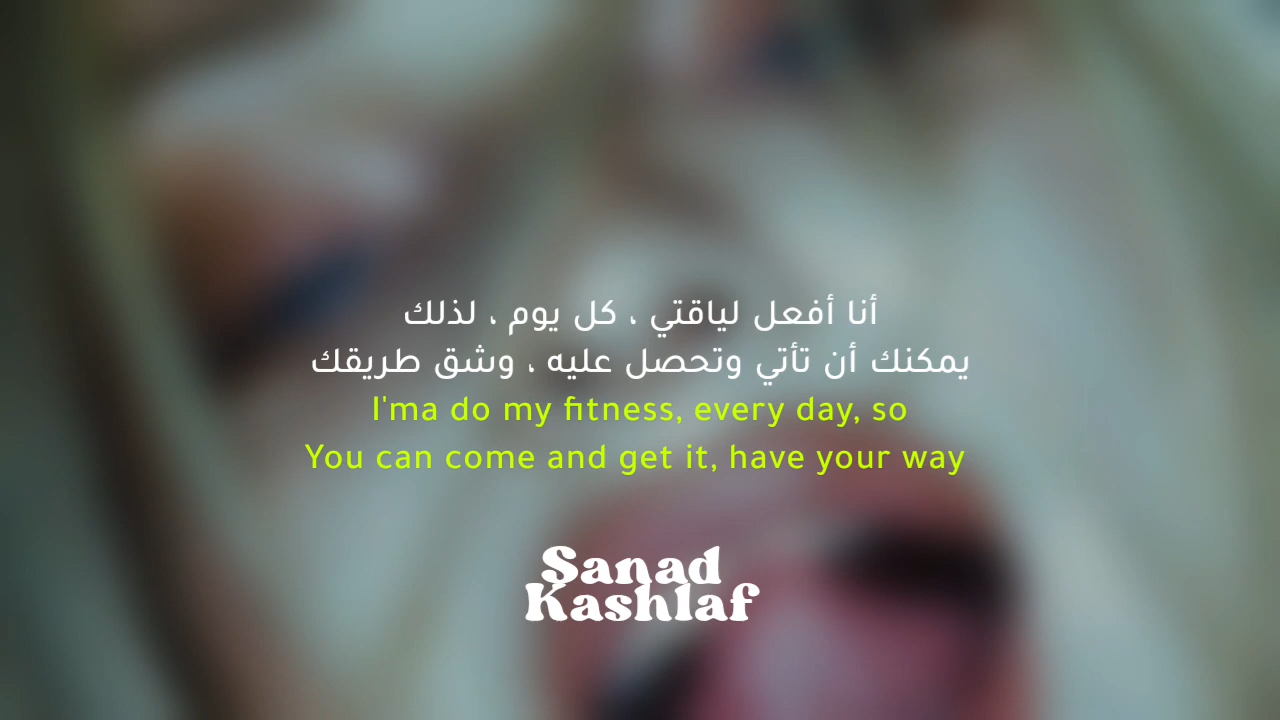 أنا أفعل لياقتي ، كل يوم ، لذلك
يمكنك أن تأتي وتحصل عليه ، وشق طريقك
I'ma do my fitness, every day, so
You can come and get it, have your way
Sanad
Kashlaf